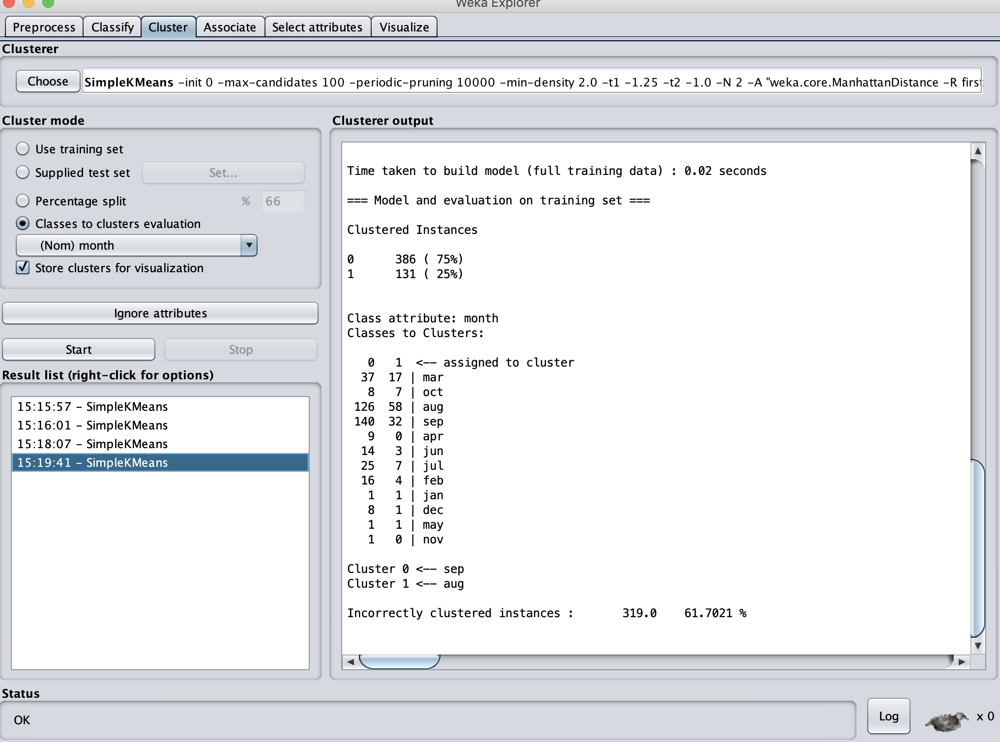 Weka Explorer
Preprocess Classify Cluster Associate Select attributes Visualize
Clusterer
Choose SimpleKMeans -init 0 -max-candidates 100 -periodic-pruning 10000 -min-density 2.0 -t1 -1.25 -t2 -1.0 -N 2 -A "weka.core.ManhattanDistance -R first
Cluster mode
Use training set
Supplied test set Set...
Percentage split % 66
Classes to clusters evaluation
(Nom) month
Store clusters for visualization
Ignore attributes
Start Stop
Result list (right-click for options)
15:15:57 - SimpleKMeans
15:16:01 - SimpleKMeans
15:18:07 - SimpleKMeans
15:19:41 - SimpleKMeans
Clusterer output
Time taken to build model (full training data) : 0.02 seconds
=== Model and evaluation on training set ===
Clustered Instances
0 386 ( 75%)
1 131 ( 25%)
Class attribute: month
Classes to Clusters:
0 1 <-- assigned to cluster
37 17 | mar
8 7 | oct
126 58 | aug
140 32 | sep
9 0 | apr
14 3 | jun
25 7 | jul
16 4 | feb
1 1 | jan
8 1 | dec
1 1 | may
1 0 | nov
Cluster 0 <-- sep
Cluster 1 <-- aug
Incorrectly clustered instances : 319.0 61.7021 %
Status
OK
Log x 0